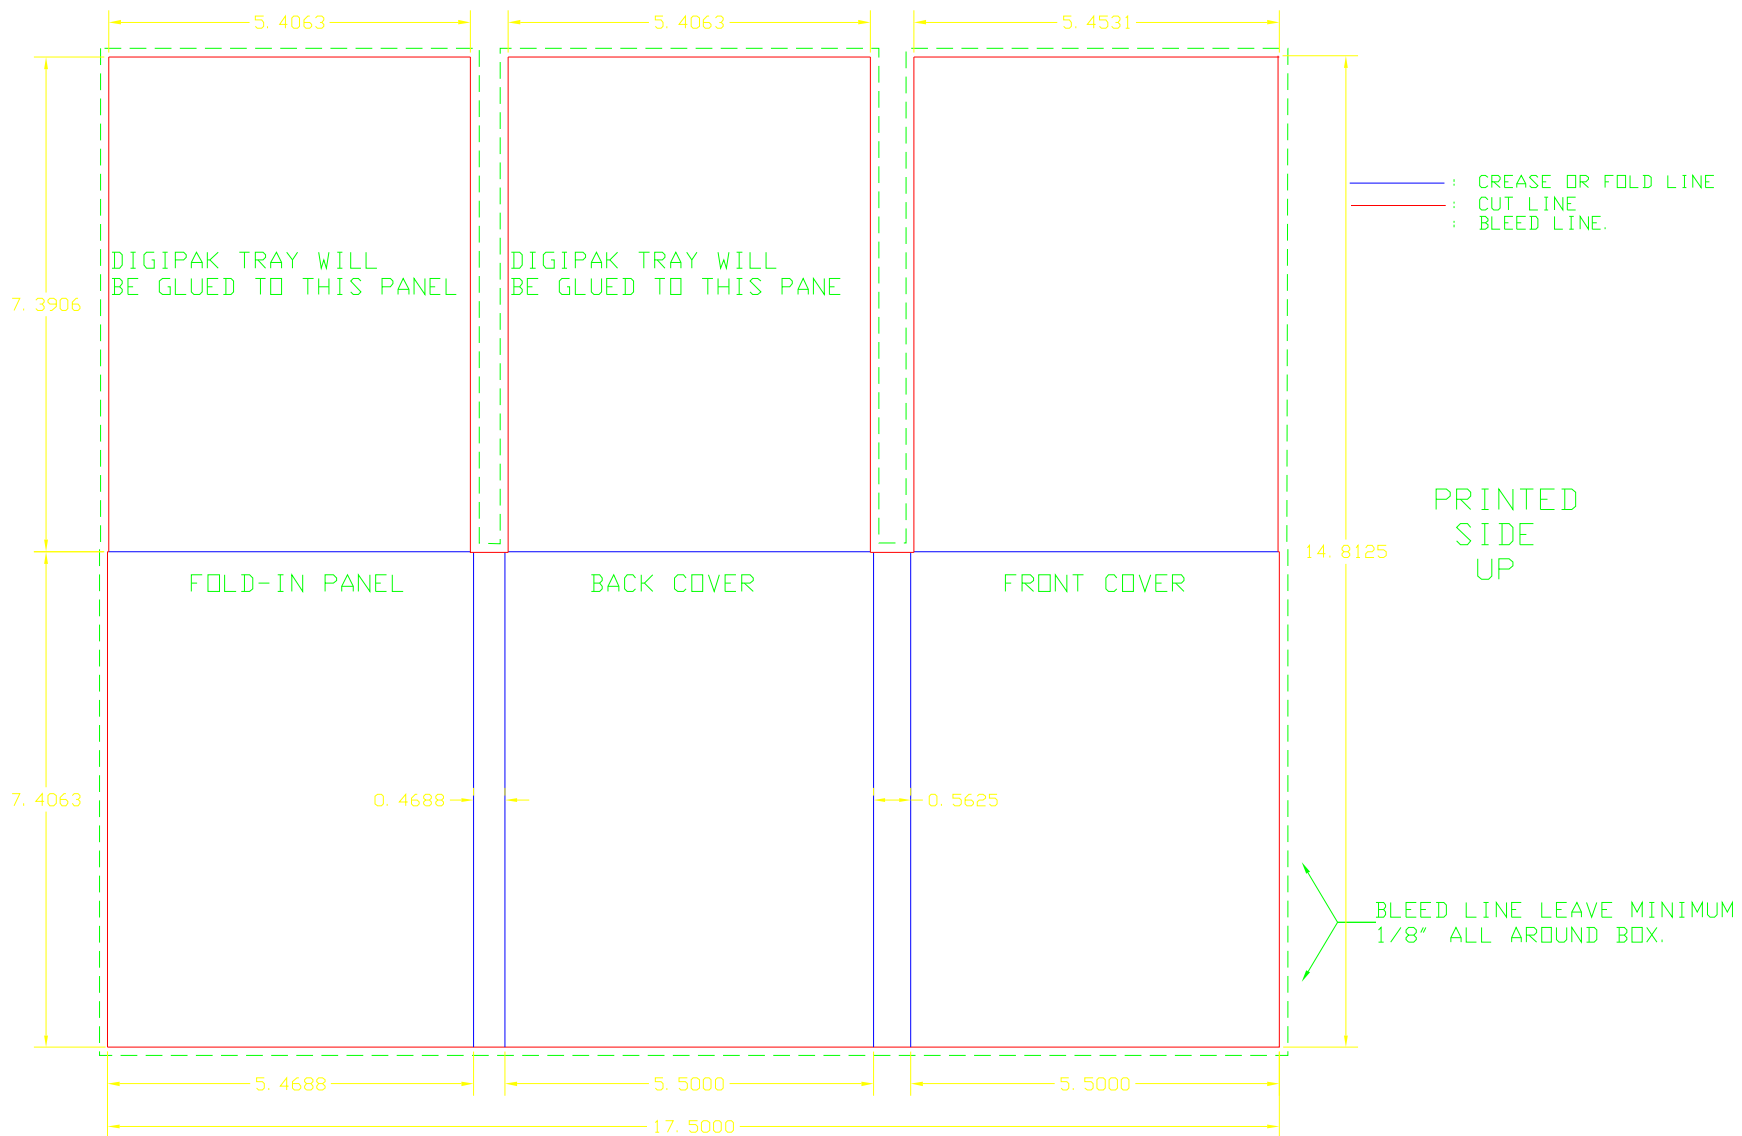 5.4063
5.4063
5.4531
: CREASE OR FOLD LINE
: CUT LINE
: BLEED LINE.
DIGIPAK TRAY WILL
BE GLUED TO THIS PANEL
DIGIPAK TRAY WILL
BE GLUED TO THIS PANE
7.3906
PRINTED
SIDE
UP
14.8125
FOLD-IN PANEL
BACK COVER
FRONT COVER
7.4063
0.4688
0.5625
BLEED LINE LEAVE MINIMUM
1/8" ALL AROUND BOX.
5.4688
5.5000
5.5000
17.5000